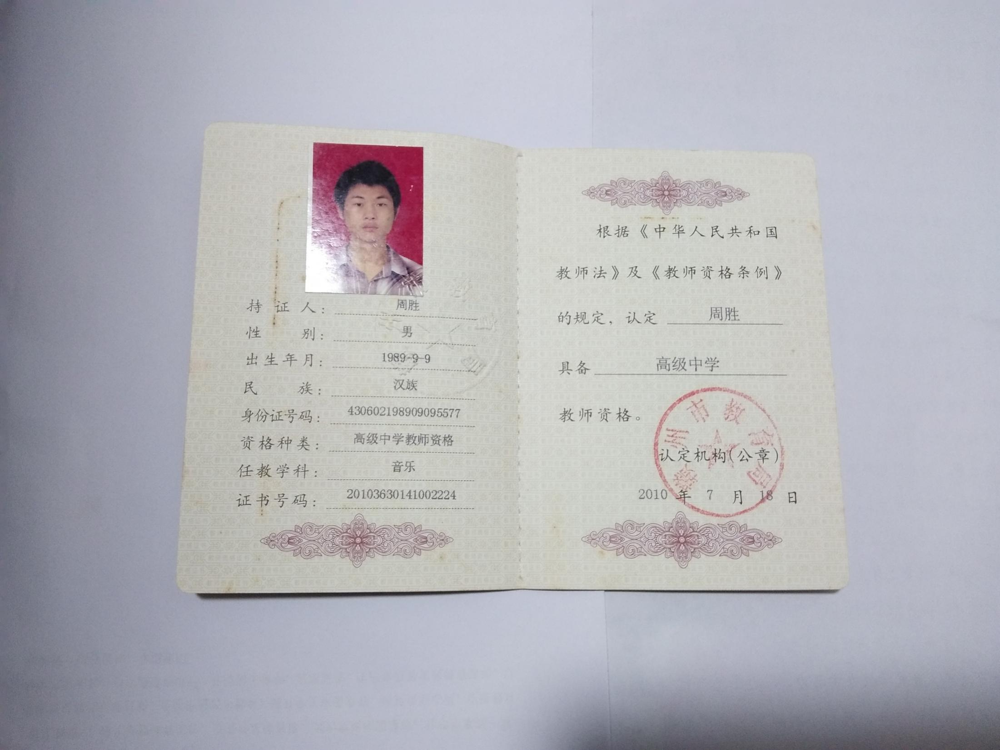 持证人：周胜
性别：男
出生年月：1989-9-9
民族：汉族
身份证号码：430602198909095577
资格种类：高级中学教师资格
任教学科：音乐
证书号码：20103630141002224
根据《中华人民共和国
教师法》及《教师资格条例》
的规定，认定 周胜
具备 高级中学
教师资格。
州市教育局
认定机构(公章)
2010 年 7 月 18 日